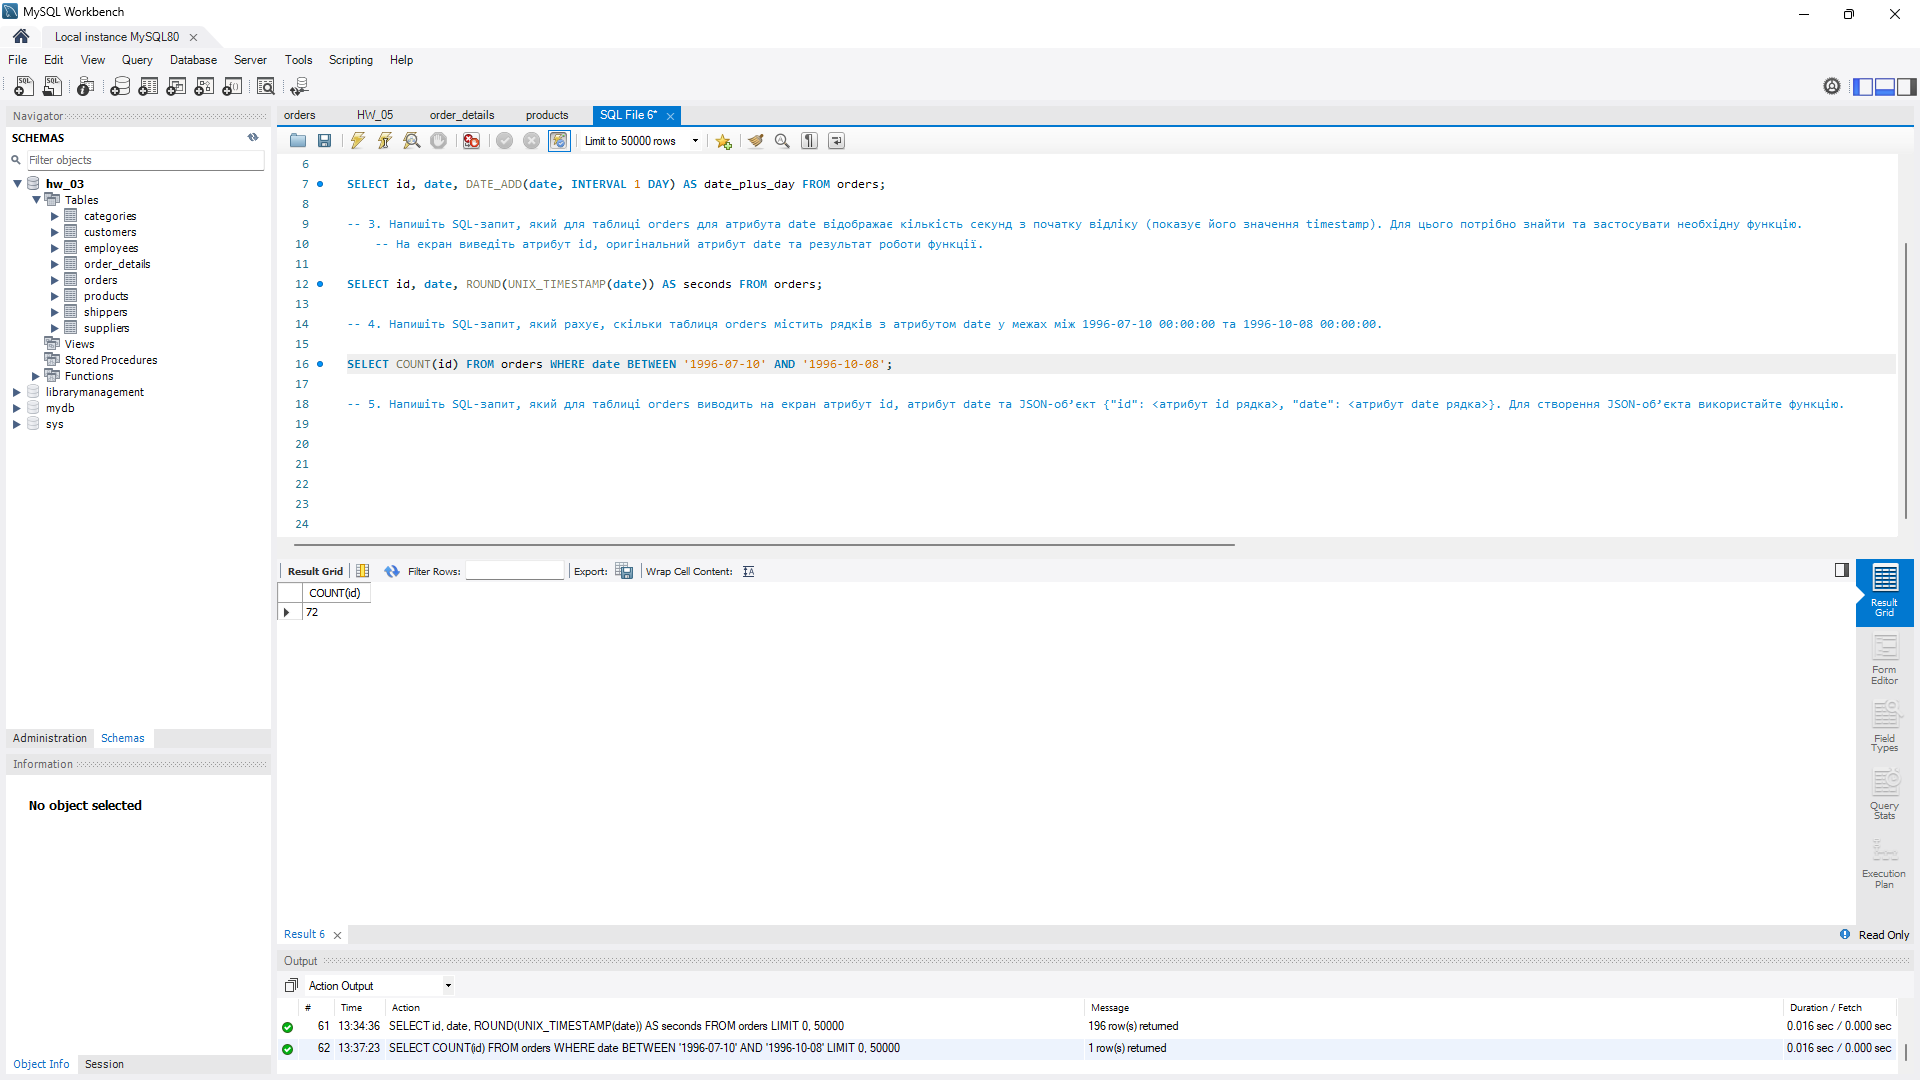 MySQL Workbench
Local instance MySQL80
File Edit View Query Database Server Tools Scripting Help
Navigator
SCHEMAS
Filter objects
hw_03
Tables
categories
customers
employees
order_details
orders
products
shippers
suppliers
Views
Stored Procedures
Functions
librarymanagement
mydb
sys
Administration Schemas
Information
No object selected
Object Info Session
orders HW_05 order_details products SQL File 6*
Limit to 50000 rows
6
7 SELECT id, date, DATE_ADD(date, INTERVAL 1 DAY) AS date_plus_day FROM orders;
8
9 -- 3. Напишіть SQL-запит, який для таблиці orders для атрибута date відображає кількість секунд з початку відліку (показує його значення timestamp). Для цього потрібно знайти та застосувати необхідну функцію.
10 -- На екран виведіть атрибут id, оригінальний атрибут date та результат роботи функції.
11
12 SELECT id, date, ROUND(UNIX_TIMESTAMP(date)) AS seconds FROM orders;
13
14 -- 4. Напишіть SQL-запит, який рахує, скільки таблиця orders містить рядків з атрибутом date у межах між 1996-07-10 00:00:00 та 1996-10-08 00:00:00.
15
16 SELECT COUNT(id) FROM orders WHERE date BETWEEN '1996-07-10' AND '1996-10-08';
17
18 -- 5. Напишіть SQL-запит, який для таблиці orders виводить на екран атрибут id, атрибут date та JSON-об’єкт {"id": <атрибут id рядка>, "date": <атрибут date рядка>}. Для створення JSON-об’єкта використайте функцію.
19
20
21
22
23
24
Result Grid Filter Rows: Export: Wrap Cell Content:
COUNT(id)
72
Result Grid
Form Editor
Field Types
Query Stats
Execution Plan
Result 6 Read Only
Output
Action Output
# Time Action Message Duration / Fetch
61 13:34:36 SELECT id, date, ROUND(UNIX_TIMESTAMP(date)) AS seconds FROM orders LIMIT 0, 50000 196 row(s) returned 0.016 sec / 0.000 sec
62 13:37:23 SELECT COUNT(id) FROM orders WHERE date BETWEEN '1996-07-10' AND '1996-10-08' LIMIT 0, 50000 1 row(s) returned 0.016 sec / 0.000 sec